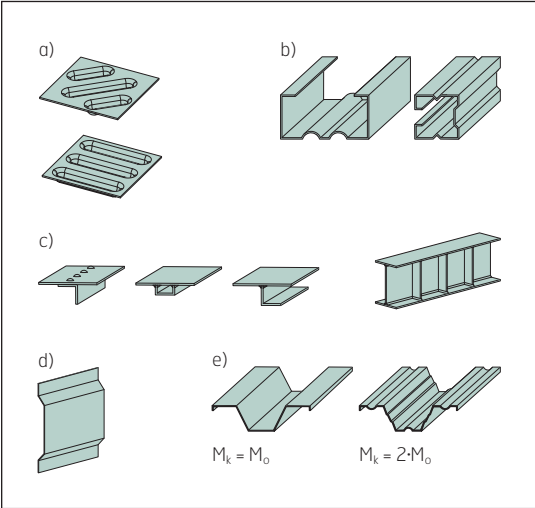 a)
b)
c)
d)
e)
Mₖ = Mₒ
Mₖ = 2·Mₒ